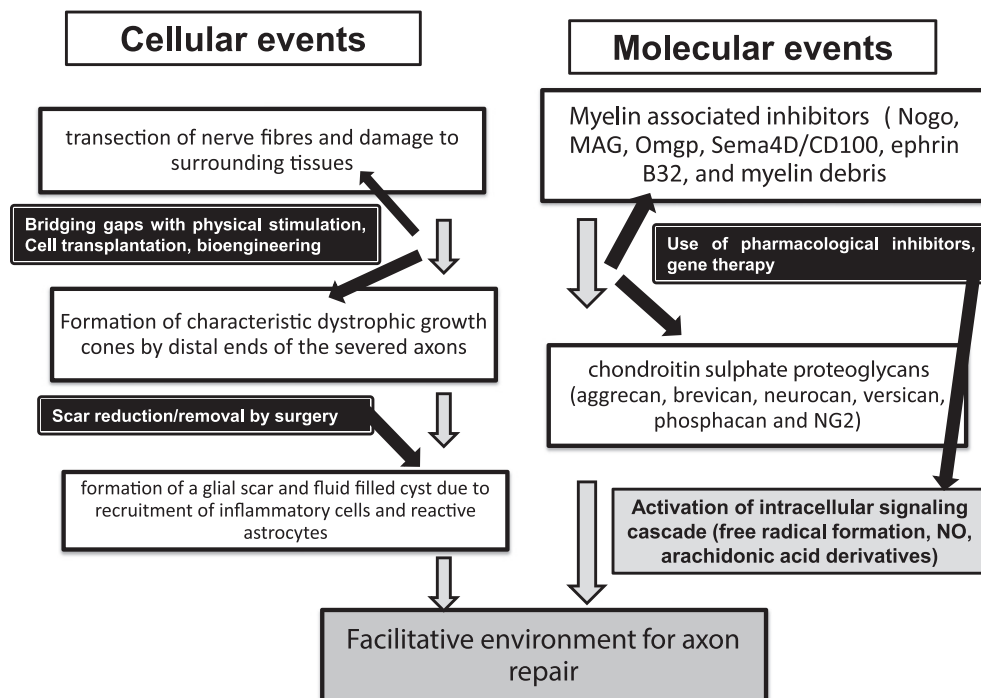 Cellular events
transection of nerve fibres and damage to
surrounding tissues
Bridging gaps with physical stimulation,
Cell transplantation, bioengineering
Formation of characteristic dystrophic growth
cones by distal ends of the severed axons
Scar reduction/removal by surgery
formation of a glial scar and fluid filled cyst due to
recruitment of inflammatory cells and reactive
astrocytes
Molecular events
Myelin associated inhibitors ( Nogo,
MAG, Omgp, Sema4D/CD100, ephrin
B32, and myelin debris
Use of pharmacological inhibitors,
gene therapy
chondroitin sulphate proteoglycans
(aggrecan, brevican, neurocan, versican,
phosphacan and NG2)
Activation of intracellular signaling
cascade (free radical formation, NO,
arachidonic acid derivatives)
Facilitative environment for axon
repair